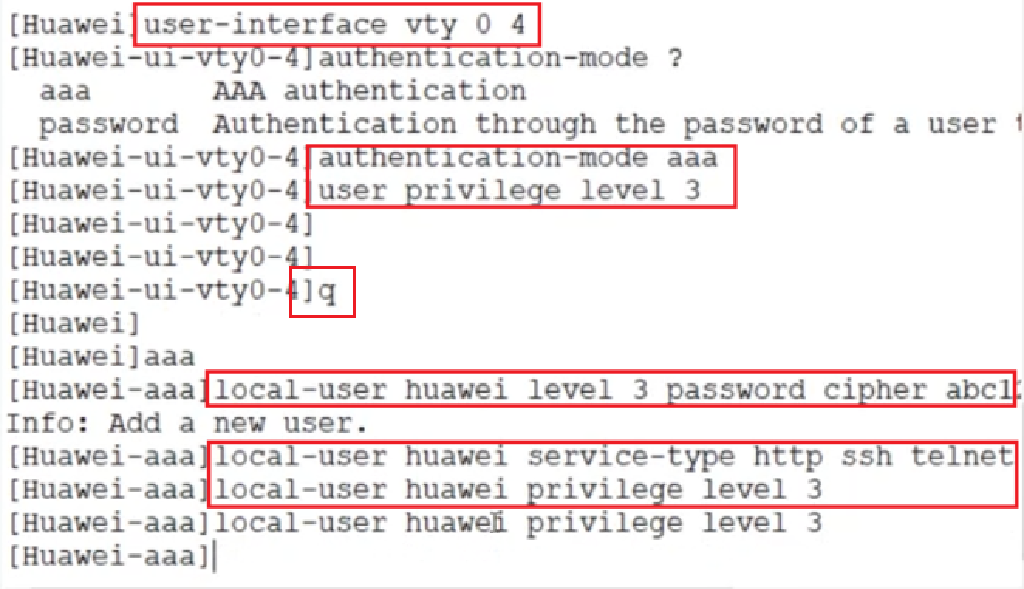 [Huawei]user-interface vty 0 4
[Huawei-ui-vty0-4]authentication-mode ?
aaa AAA authentication
password Authentication through the password of a user
[Huawei-ui-vty0-4]authentication-mode aaa
[Huawei-ui-vty0-4]user privilege level 3
[Huawei-ui-vty0-4]
[Huawei-ui-vty0-4]
[Huawei-ui-vty0-4]q
[Huawei]
[Huawei]aaa
[Huawei-aaa]local-user huawei level 3 password cipher
Info: Add a new user.
[Huawei-aaa]local-user huawei service-type http ssh telnet
[Huawei-aaa]local-user huawei privilege level 3
[Huawei-aaa]local-user huawei privilege level 3
[Huawei-aaa]